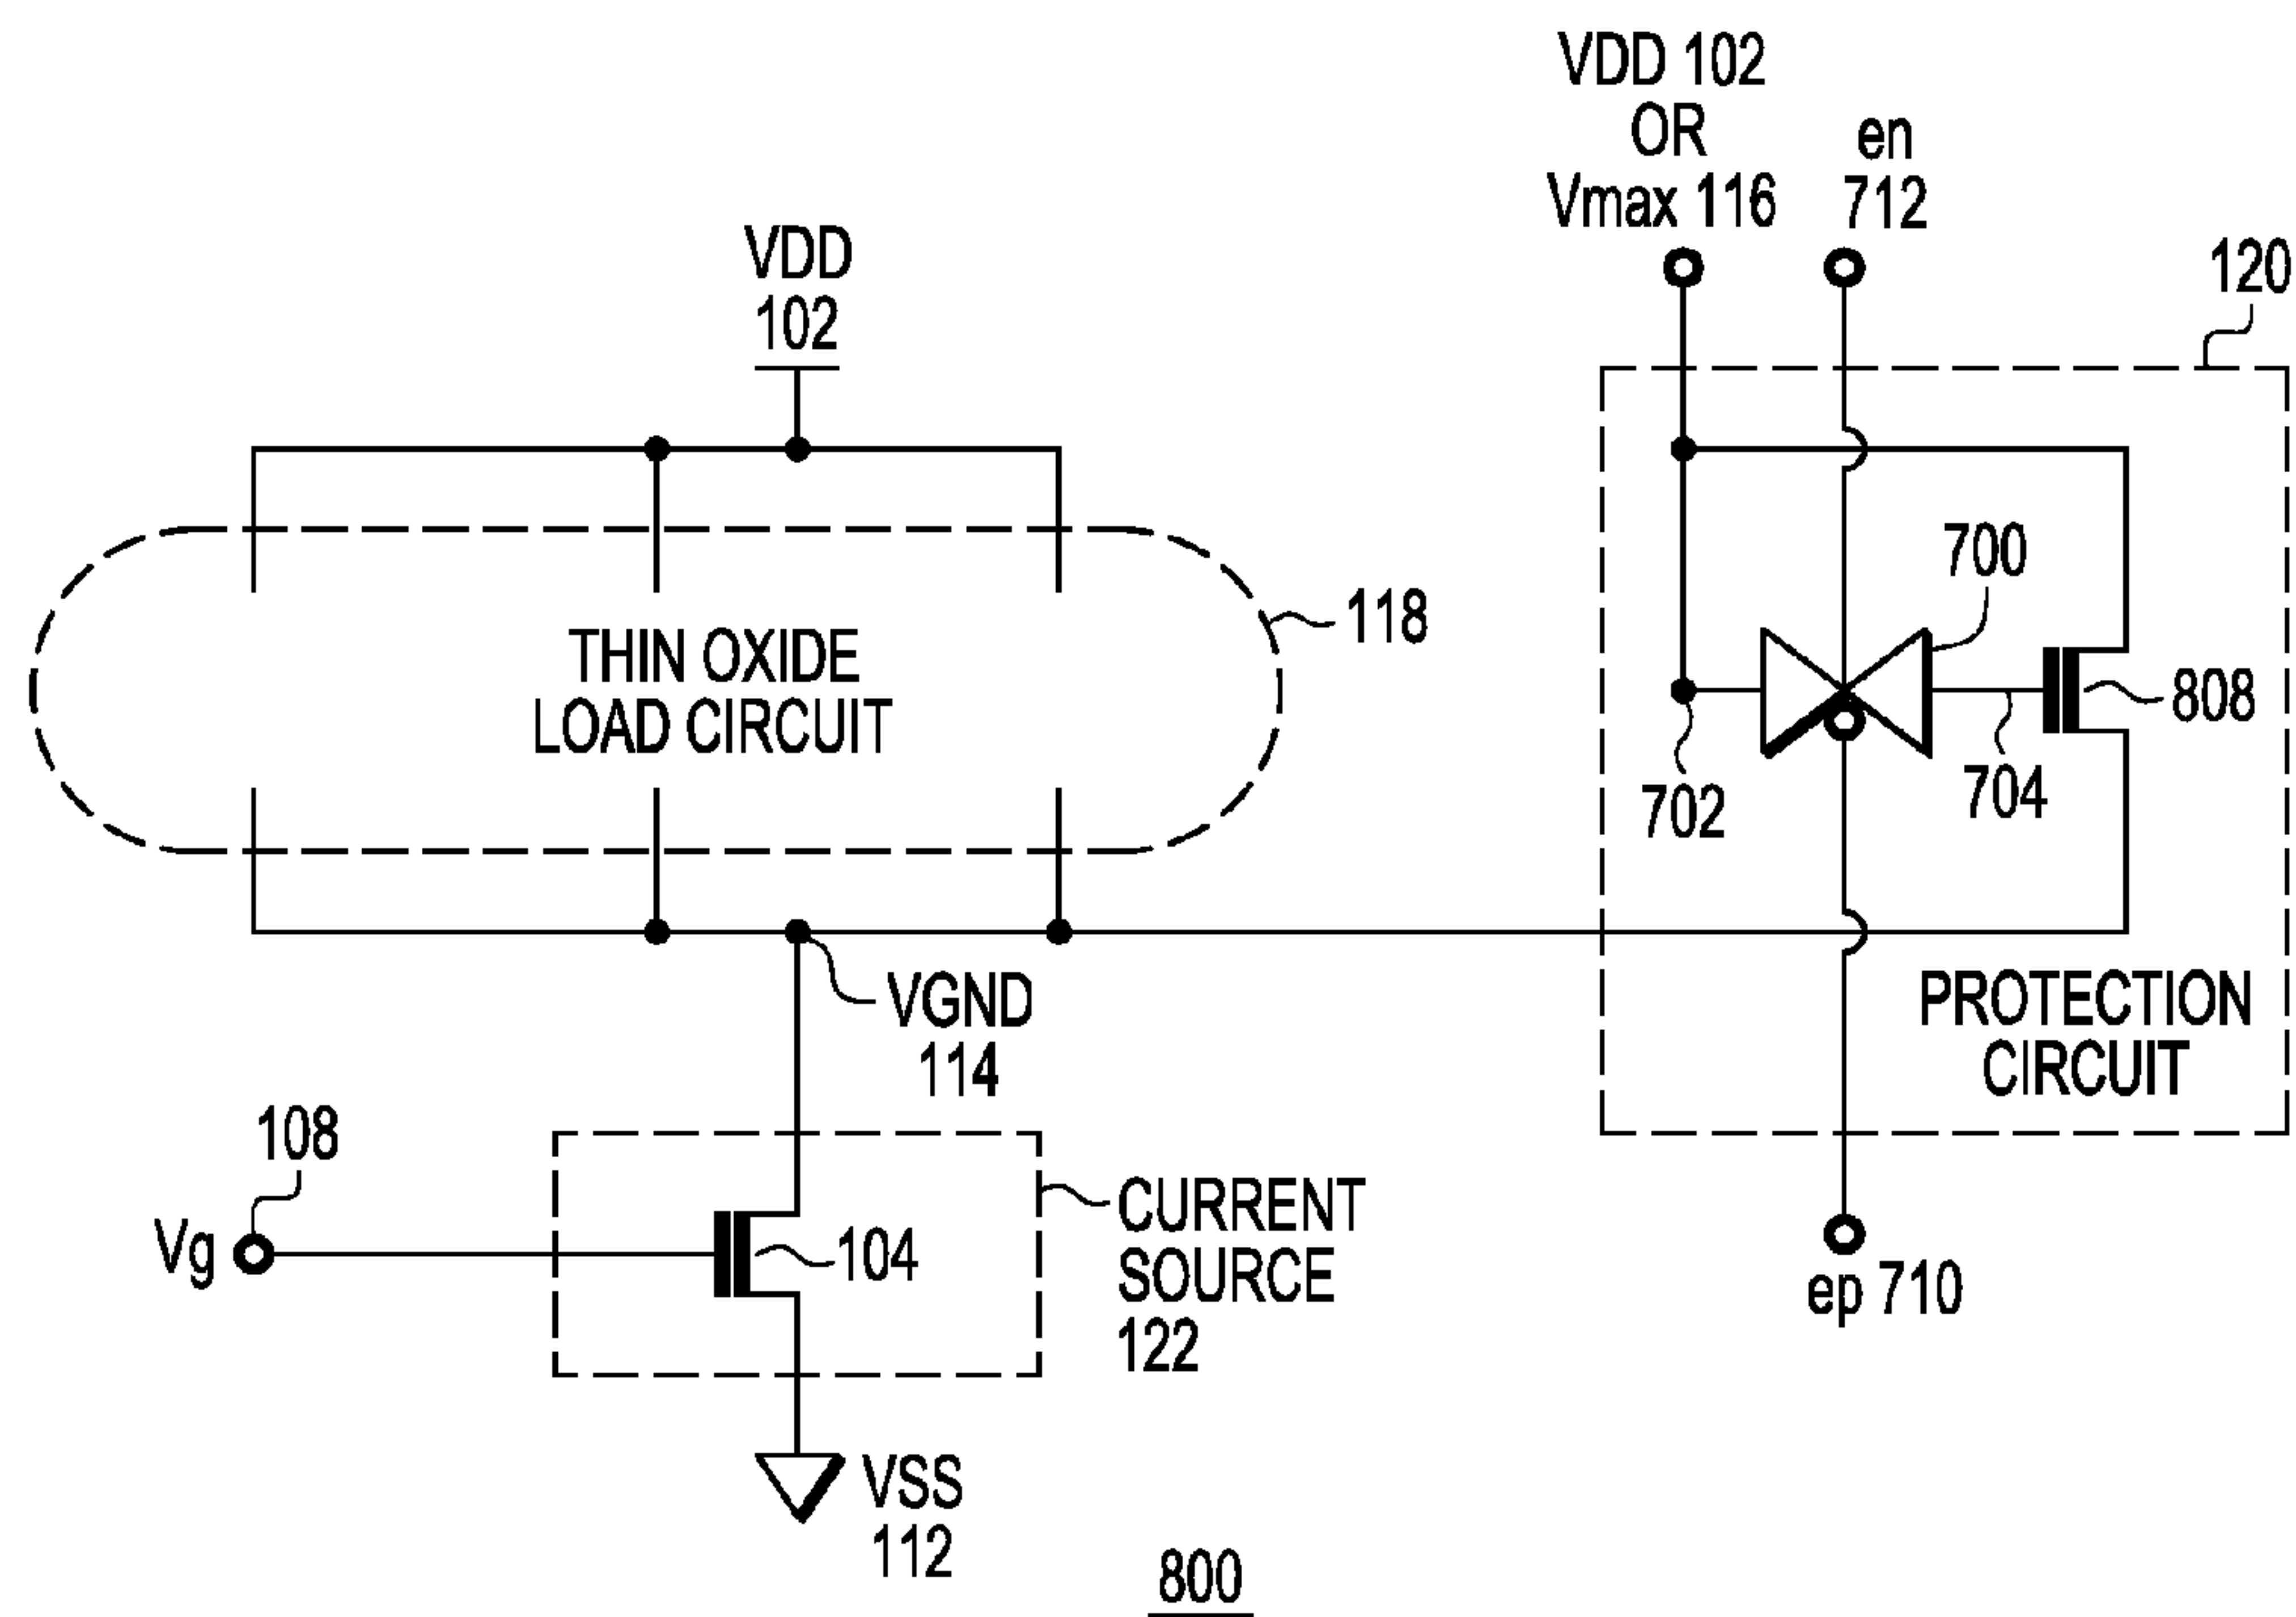 VDD 102
OR
Vmax 116
en
712
120
VDD
102
700
THIN OXIDE
LOAD CIRCUIT
118
808
702
704
VGND
114
PROTECTION
CIRCUIT
108
Vg
104
CURRENT
SOURCE
122
ep 710
VSS
112
800